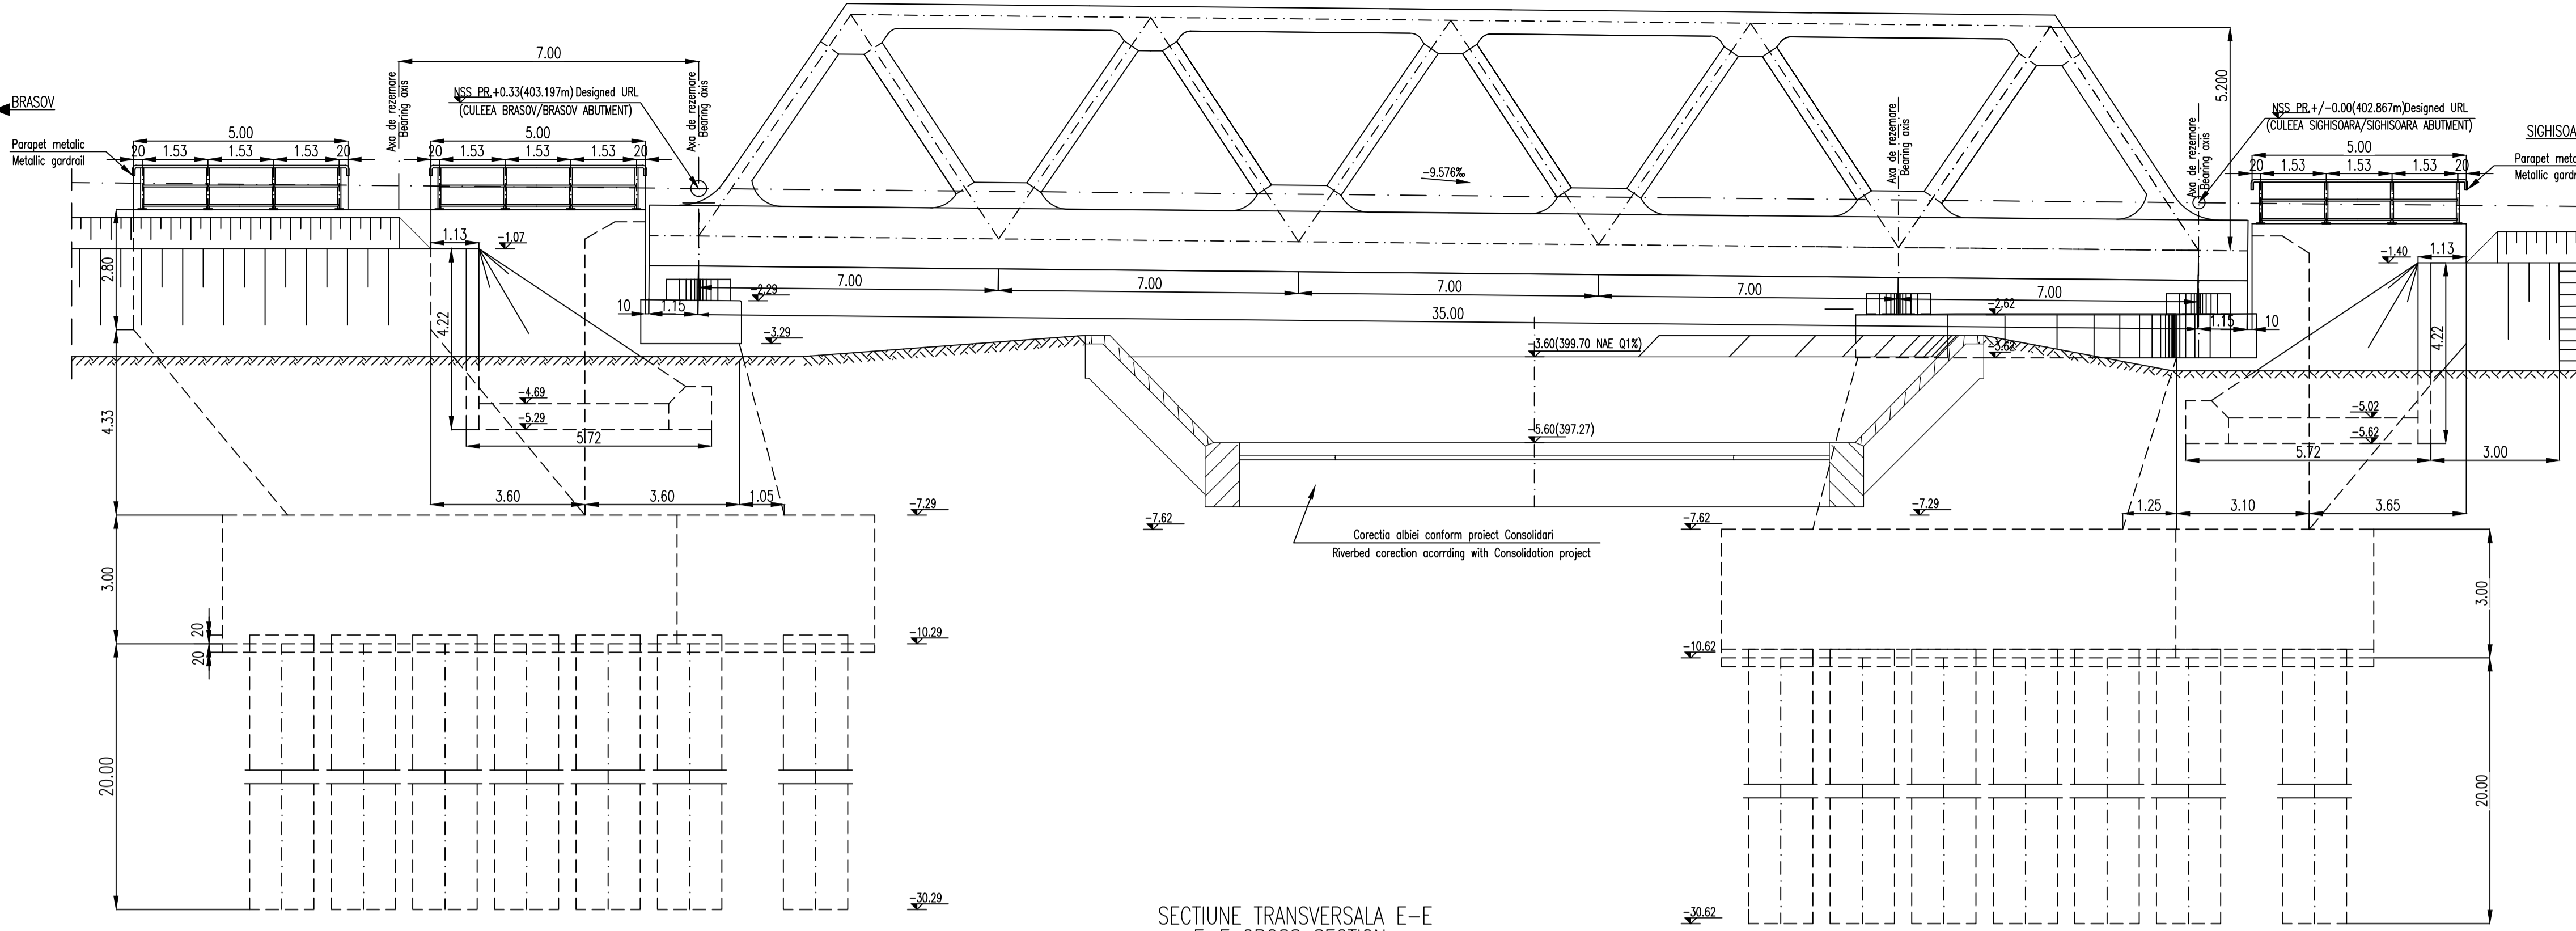 7.00
BRASOV
Axa de rezemare
Bearing axis
NSS PR.+0.33(403.197m) Designed URL
(CULEEA BRASOV/BRASOV ABUTMENT)
Axa de rezemare
Bearing axis
5.200
NSS PR.+/-0.00(402.867m)Designed URL
(CULEEA SIGHISOARA/SIGHISOARA ABUTMENT)
Axa de rezemare
Bearing axis
Axa de rezemare
Bearing axis
Parapet metalic
Metallic gardrail
5.00
20 1.53 1.53 1.53 20
5.00
20 1.53 1.53 1.53 20
-9.576‰
5.00
20 1.53 1.53 1.53 20
2.80
1.13
-1.07
-1.40
1.13
7.00
7.00
7.00
7.00
7.00
-2.29
-2.62
10
1.15
35.00
1.15
10
4.22
-3.29
-3.60(399.70 NAE Q1%)
-3.62
4.22
4.33
-4.69
-5.29
5.72
-5.60(397.27)
-5.02
-5.62
5.72
3.00
3.60
3.60
1.05
-7.29
-7.62
-7.62
-7.29
1.25
3.10
3.65
Corectia albiei conform proiect Consolidari
Riverbed corection acorrding with Consolidation project
3.00
3.00
20
20
-10.29
-10.62
20.00
20.00
-30.29
-30.62
SECTIUNE TRANSVERSALA E-E